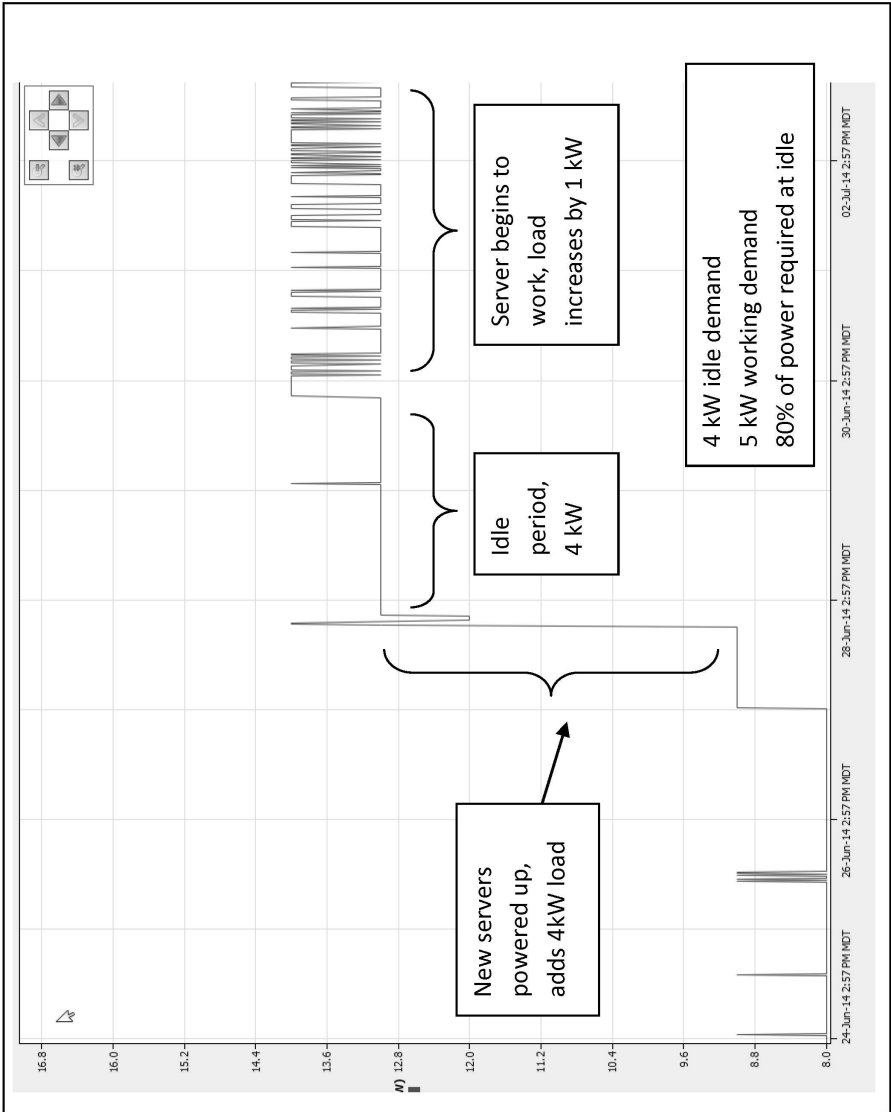 16.8
16.0
15.2
14.4
13.6
12.8
12.0
11.2
10.4
9.6
8.8
8.0
N)
New servers
powered up,
adds 4kW load
Idle
period,
4 kW
Server begins to
work, load
increases by 1 kW
4 kW idle demand
5 kW working demand
80% of power required at idle
24-Jun-14 2:57 PM MDT
26-Jun-14 2:57 PM MDT
28-Jun-14 2:57 PM MDT
30-Jun-14 2:57 PM MDT
02-Jul-14 2:57 PM MDT